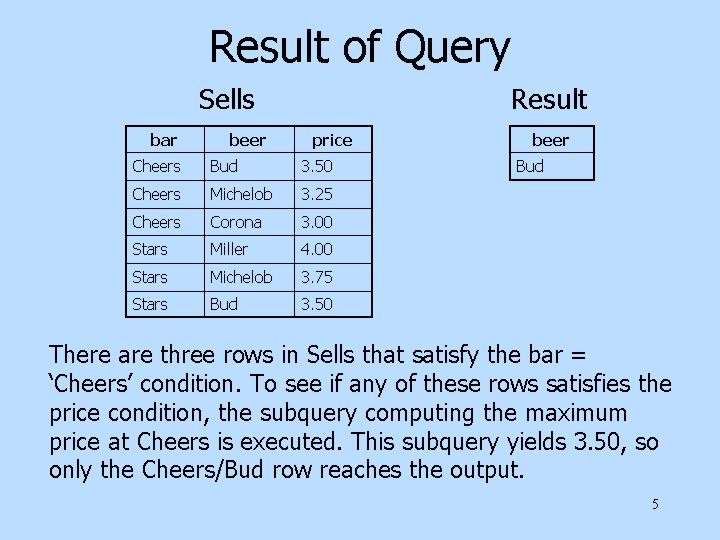 Result of Query
Sells
Result
bar beer price
Cheers Bud 3.50
Cheers Michelob 3.25
Cheers Corona 3.00
Stars Miller 4.00
Stars Michelob 3.75
Stars Bud 3.50
beer
Bud
There are three rows in Sells that satisfy the bar =
‘Cheers’ condition. To see if any of these rows satisfies the
price condition, the subquery computing the maximum
price at Cheers is executed. This subquery yields 3.50, so
only the Cheers/Bud row reaches the output.
5